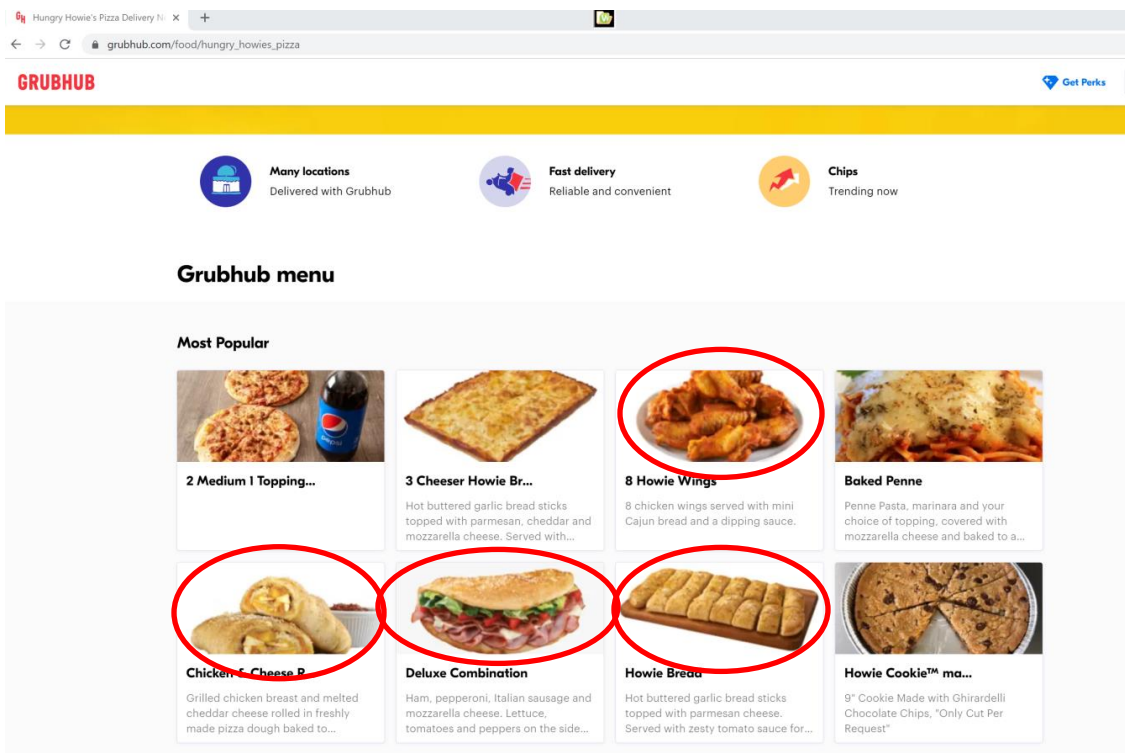 Hungry Howie's Pizza Delivery N
grubhub.com/food/hungry_howies_pizza
GRUBHUB
Get Perks
Many locations
Delivered with Grubhub
Fast delivery
Reliable and convenient
Chips
Trending now
Grubhub menu
Most Popular
pepsi
2 Medium 1 Topping...
3 Cheeser Howie Br...
Hot buttered garlic bread sticks
topped with parmesan, cheddar and
mozzarella cheese. Served with...
8 Howie Wings
8 chicken wings served with mini
Cajun bread and a dipping sauce.
Baked Penne
Penne Pasta, marinara and your
choice of topping, covered with
mozzarella cheese and baked to a...
Chicken & Cheese R...
Grilled chicken breast and melted
cheddar cheese rolled in freshly
made pizza dough baked to...
Deluxe Combination
Ham, pepperoni, Italian sausage and
mozzarella cheese. Lettuce,
tomatoes and peppers on the side...
Howie Bread
Hot buttered garlic bread sticks
topped with parmesan cheese.
Served with zesty tomato sauce for...
Howie Cookie™ ma...
9" Cookie Made with Ghirardelli
Chocolate Chips, "Only Cut Per
Request"